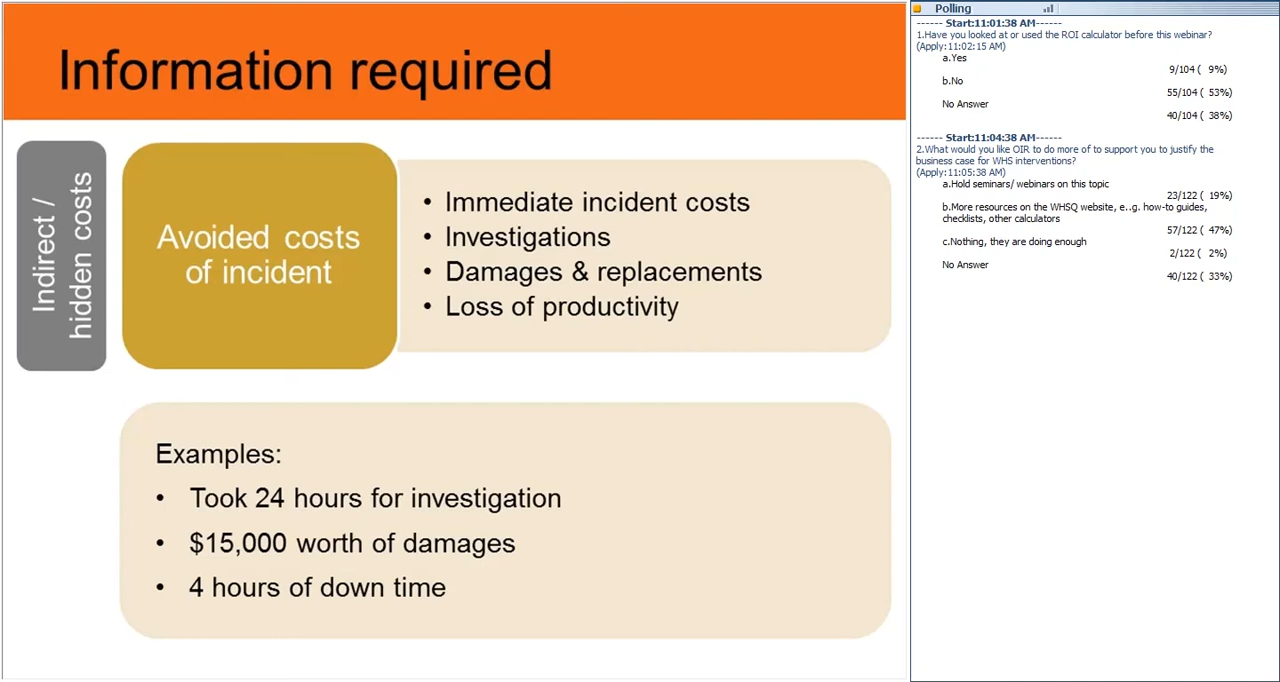 Information required
Indirect /
hidden costs
Avoided costs
of incident
• Immediate incident costs
• Investigations
• Damages & replacements
• Loss of productivity
Examples:
• Took 24 hours for investigation
• $15,000 worth of damages
• 4 hours of down time
Polling
------ Start:11:01:38 AM------
1.Have you looked at or used the ROI calculator before this webinar?
(Apply:11:02:15 AM)
a.Yes
9/104 ( 9%)
b.No
55/104 ( 53%)
No Answer
40/104 ( 38%)
------ Start:11:04:38 AM------
2.What would you like OIR to do more of to support you to justify the
business case for WHS interventions?
(Apply:11:05:38 AM)
a.Hold seminars/ webinars on this topic
23/122 ( 19%)
b.More resources on the WHSQ website, e..g. how-to guides,
checklists, other calculators
57/122 ( 47%)
c.Nothing, they are doing enough
2/122 ( 2%)
No Answer
40/122 ( 33%)